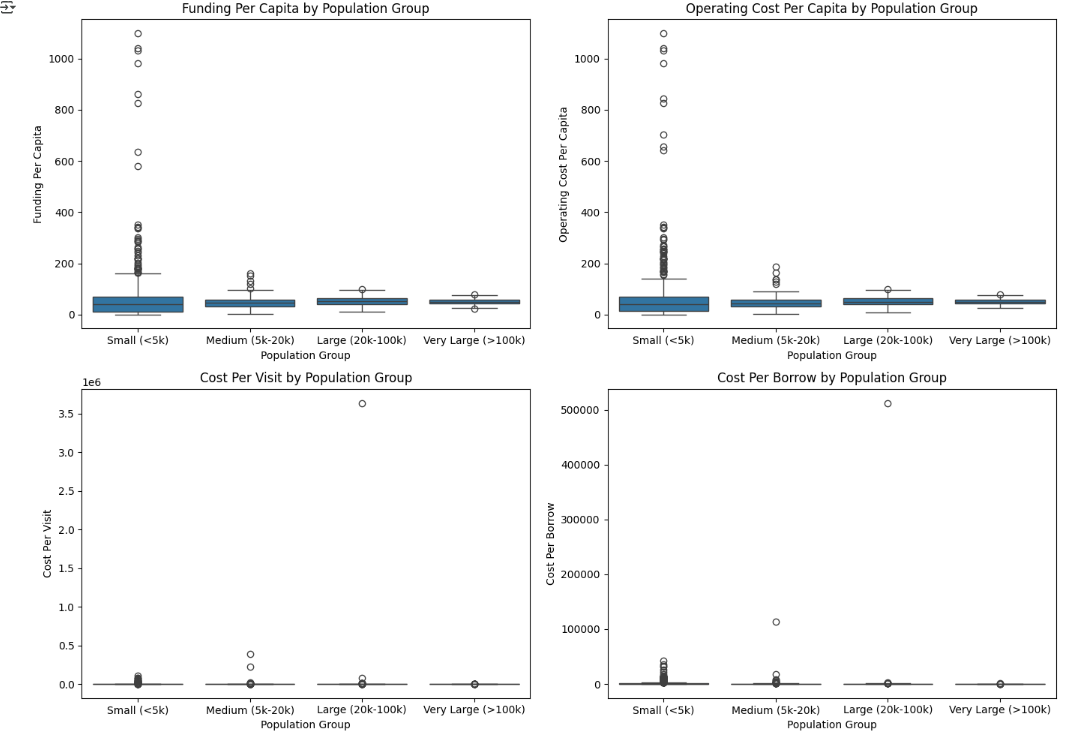 Funding Per Capita by Population Group
Funding Per Capita
1000
800
600
400
200
0
Small (<5k) Medium (5k-20k) Large (20k-100k) Very Large (>100k)
Population Group
Operating Cost Per Capita by Population Group
Operating Cost Per Capita
1000
800
600
400
200
0
Small (<5k) Medium (5k-20k) Large (20k-100k) Very Large (>100k)
Population Group
Cost Per Visit by Population Group
1e6
Cost Per Visit
3.5
3.0
2.5
2.0
1.5
1.0
0.5
0.0
Small (<5k) Medium (5k-20k) Large (20k-100k) Very Large (>100k)
Population Group
Cost Per Borrow by Population Group
Cost Per Borrow
500000
400000
300000
200000
100000
0
Small (<5k) Medium (5k-20k) Large (20k-100k) Very Large (>100k)
Population Group